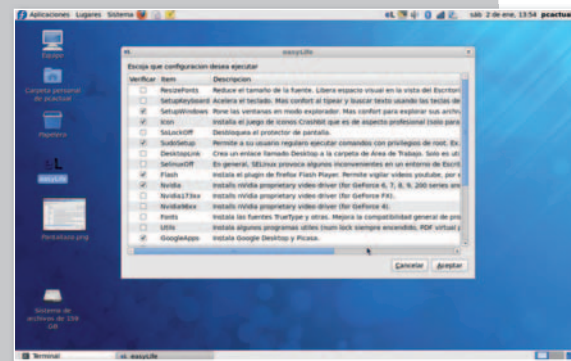 Aplicaciones Lugares Sistema
sáb 2 de ene, 13:54 pcactual
Equipo
Carpeta personal
de pcactual
Papelera
easyLife
Pantallazo.png
Sistema de
archivos de
GB
easyLife
Escoja que configuracion desea ejecutar
Verificar Item Descripcion
ResizeFonts Reduce el tamaño de la fuente. Libera espacio visual en la vista del Escritori
SetupKeyboard Acelera el teclado. Mas confort al tipear y buscar texto usando las teclas de
SetupWindows Pone las ventanas en modo explorador. Mas confort para explorar sus archiv
Icon Instala el juego de iconos que es de aspecto profesional (solo para
SsLockOff Desbloquea el protector de pantalla.
SudoSetup Permite a su usuario regular ejecutar comandos con privilegios de root. Ex.
DesktopLink Crea un enlace llamado Desktop a la carpeta de Area de Trabajo. Solo es ut
SelinuxOff En general, SELinux provoca algunos inconvenientes en un entorno de Escrit
Flash Instala el plugin de firefox Flash Player. Permite vigilar videos youtube, por e
Nvidia Installs nVidia proprietary video driver (for GeForce 6, 7, 8, 9, 200 series an
Nvidia173xx Installs nVidia proprietary video driver (for GeForce FX).
Nvidia96xx Installs nVidia proprietary video driver (for GeForce 4).
Fonts Instala las fuentes TrueType y otras. Mejora la compatibilidad general de pro
Utils Instala algunos programas utiles (num lock siempre encendido, PDF virtual p
GoogleApps Instala Google Desktop y Picasa.
Cancelar Aceptar
Terminal easyLife